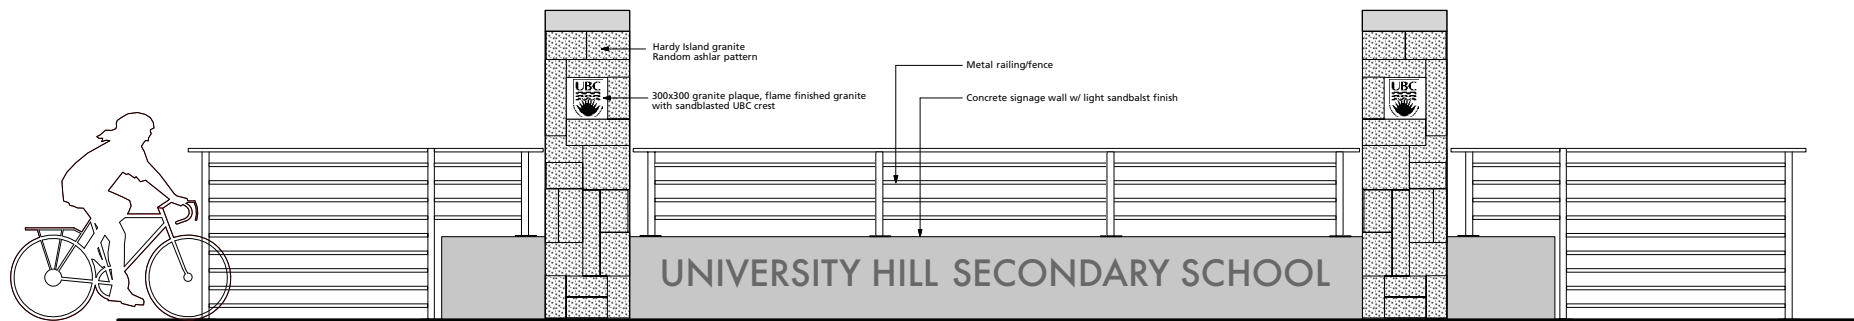 Hardy Island granite
Random ashlar pattern
UBC
300x300 granite plaque, flame finished granite
with sandblasted UBC crest
Metal railing/fence
Concrete signage wall w/ light sandbalst finish
UBC
UNIVERSITY HILL SECONDARY SCHOOL